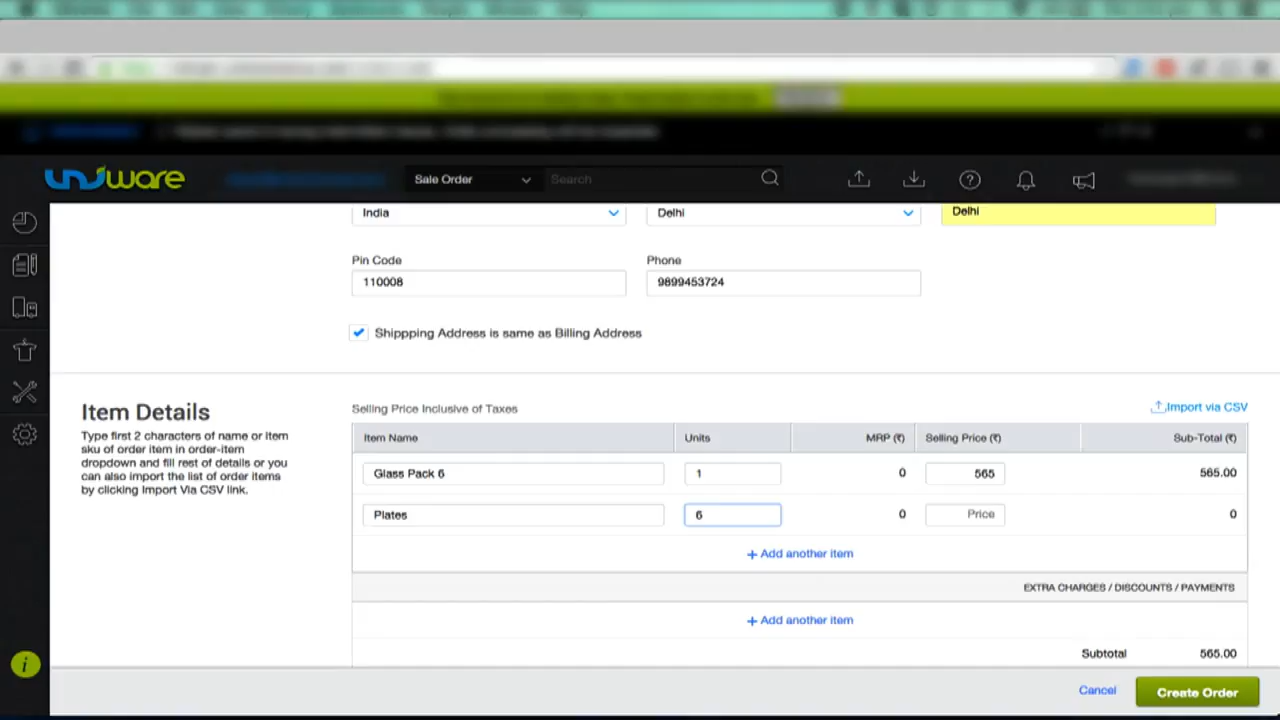 uniware
Sale Order
Search
India
Delhi
Delhi
Pin Code
Phone
110008
9899453724
Shippping Address is same as Billing Address
Item Details
Type first 2 characters of name or item
sku of order item in order-item
dropdown and fill rest of details or you
can also import the list of order items
by clicking Import Via CSV link.
Selling Price Inclusive of Taxes
Import via CSV
Item Name
Units
MRP (₹)
Selling Price (₹)
Sub-Total (₹)
Glass Pack 6
1
0
565
565.00
Plates
6
0
Price
0
+ Add another item
EXTRA CHARGES / DISCOUNTS / PAYMENTS
+ Add another item
Subtotal
565.00
i
Cancel
Create Order